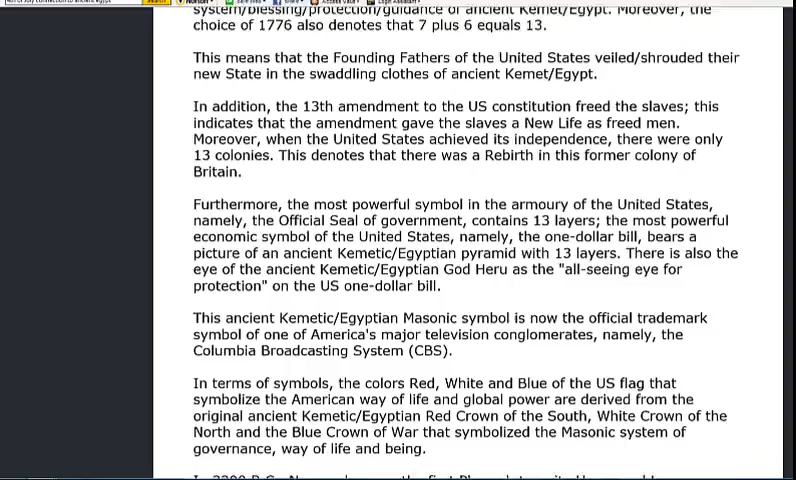 system/blessing/protection/guidance of ancient Kemet/Egypt. Moreover, the
choice of 1776 also denotes that 7 plus 6 equals 13.
This means that the Founding Fathers of the United States veiled/shrouded their
new State in the swaddling clothes of ancient Kemet/Egypt.
In addition, the 13th amendment to the US constitution freed the slaves; this
indicates that the amendment gave the slaves a New Life as freed men.
Moreover, when the United States achieved its independence, there were only
13 colonies. This denotes that there was a Rebirth in this former colony of
Britain.
Furthermore, the most powerful symbol in the armoury of the United States,
namely, the Official Seal of government, contains 13 layers; the most powerful
economic symbol of the United States, namely, the one-dollar bill, bears a
picture of an ancient Kemetic/Egyptian pyramid with 13 layers. There is also the
eye of the ancient Kemetic/Egyptian God Heru as the "all-seeing eye for
protection" on the US one-dollar bill.
This ancient Kemetic/Egyptian Masonic symbol is now the official trademark
symbol of one of America's major television conglomerates, namely, the
Columbia Broadcasting System (CBS).
In terms of symbols, the colors Red, White and Blue of the US flag that
symbolize the American way of life and global power are derived from the
original ancient Kemetic/Egyptian Red Crown of the South, White Crown of the
North and the Blue Crown of War that symbolized the Masonic system of
governance, way of life and being.